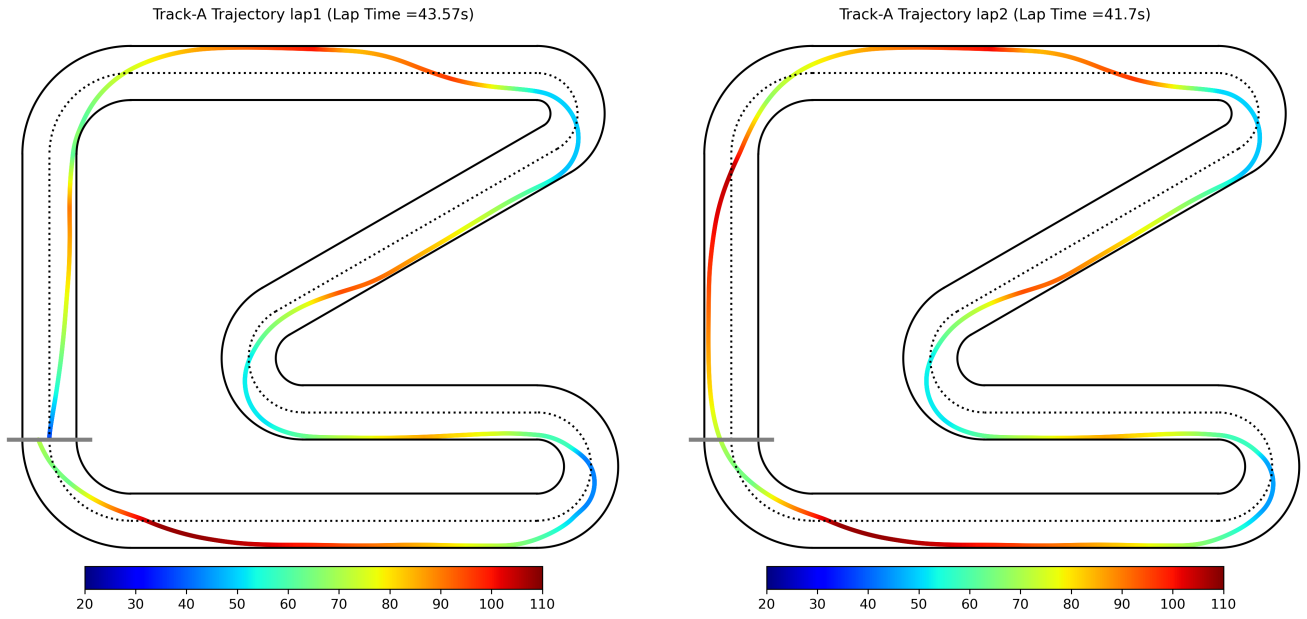 Track-A Trajectory lap1 (Lap Time =43.57s)
Track-A Trajectory lap2 (Lap Time =41.7s)
20 30 40 50 60 70 80 90 100 110
20 30 40 50 60 70 80 90 100 110